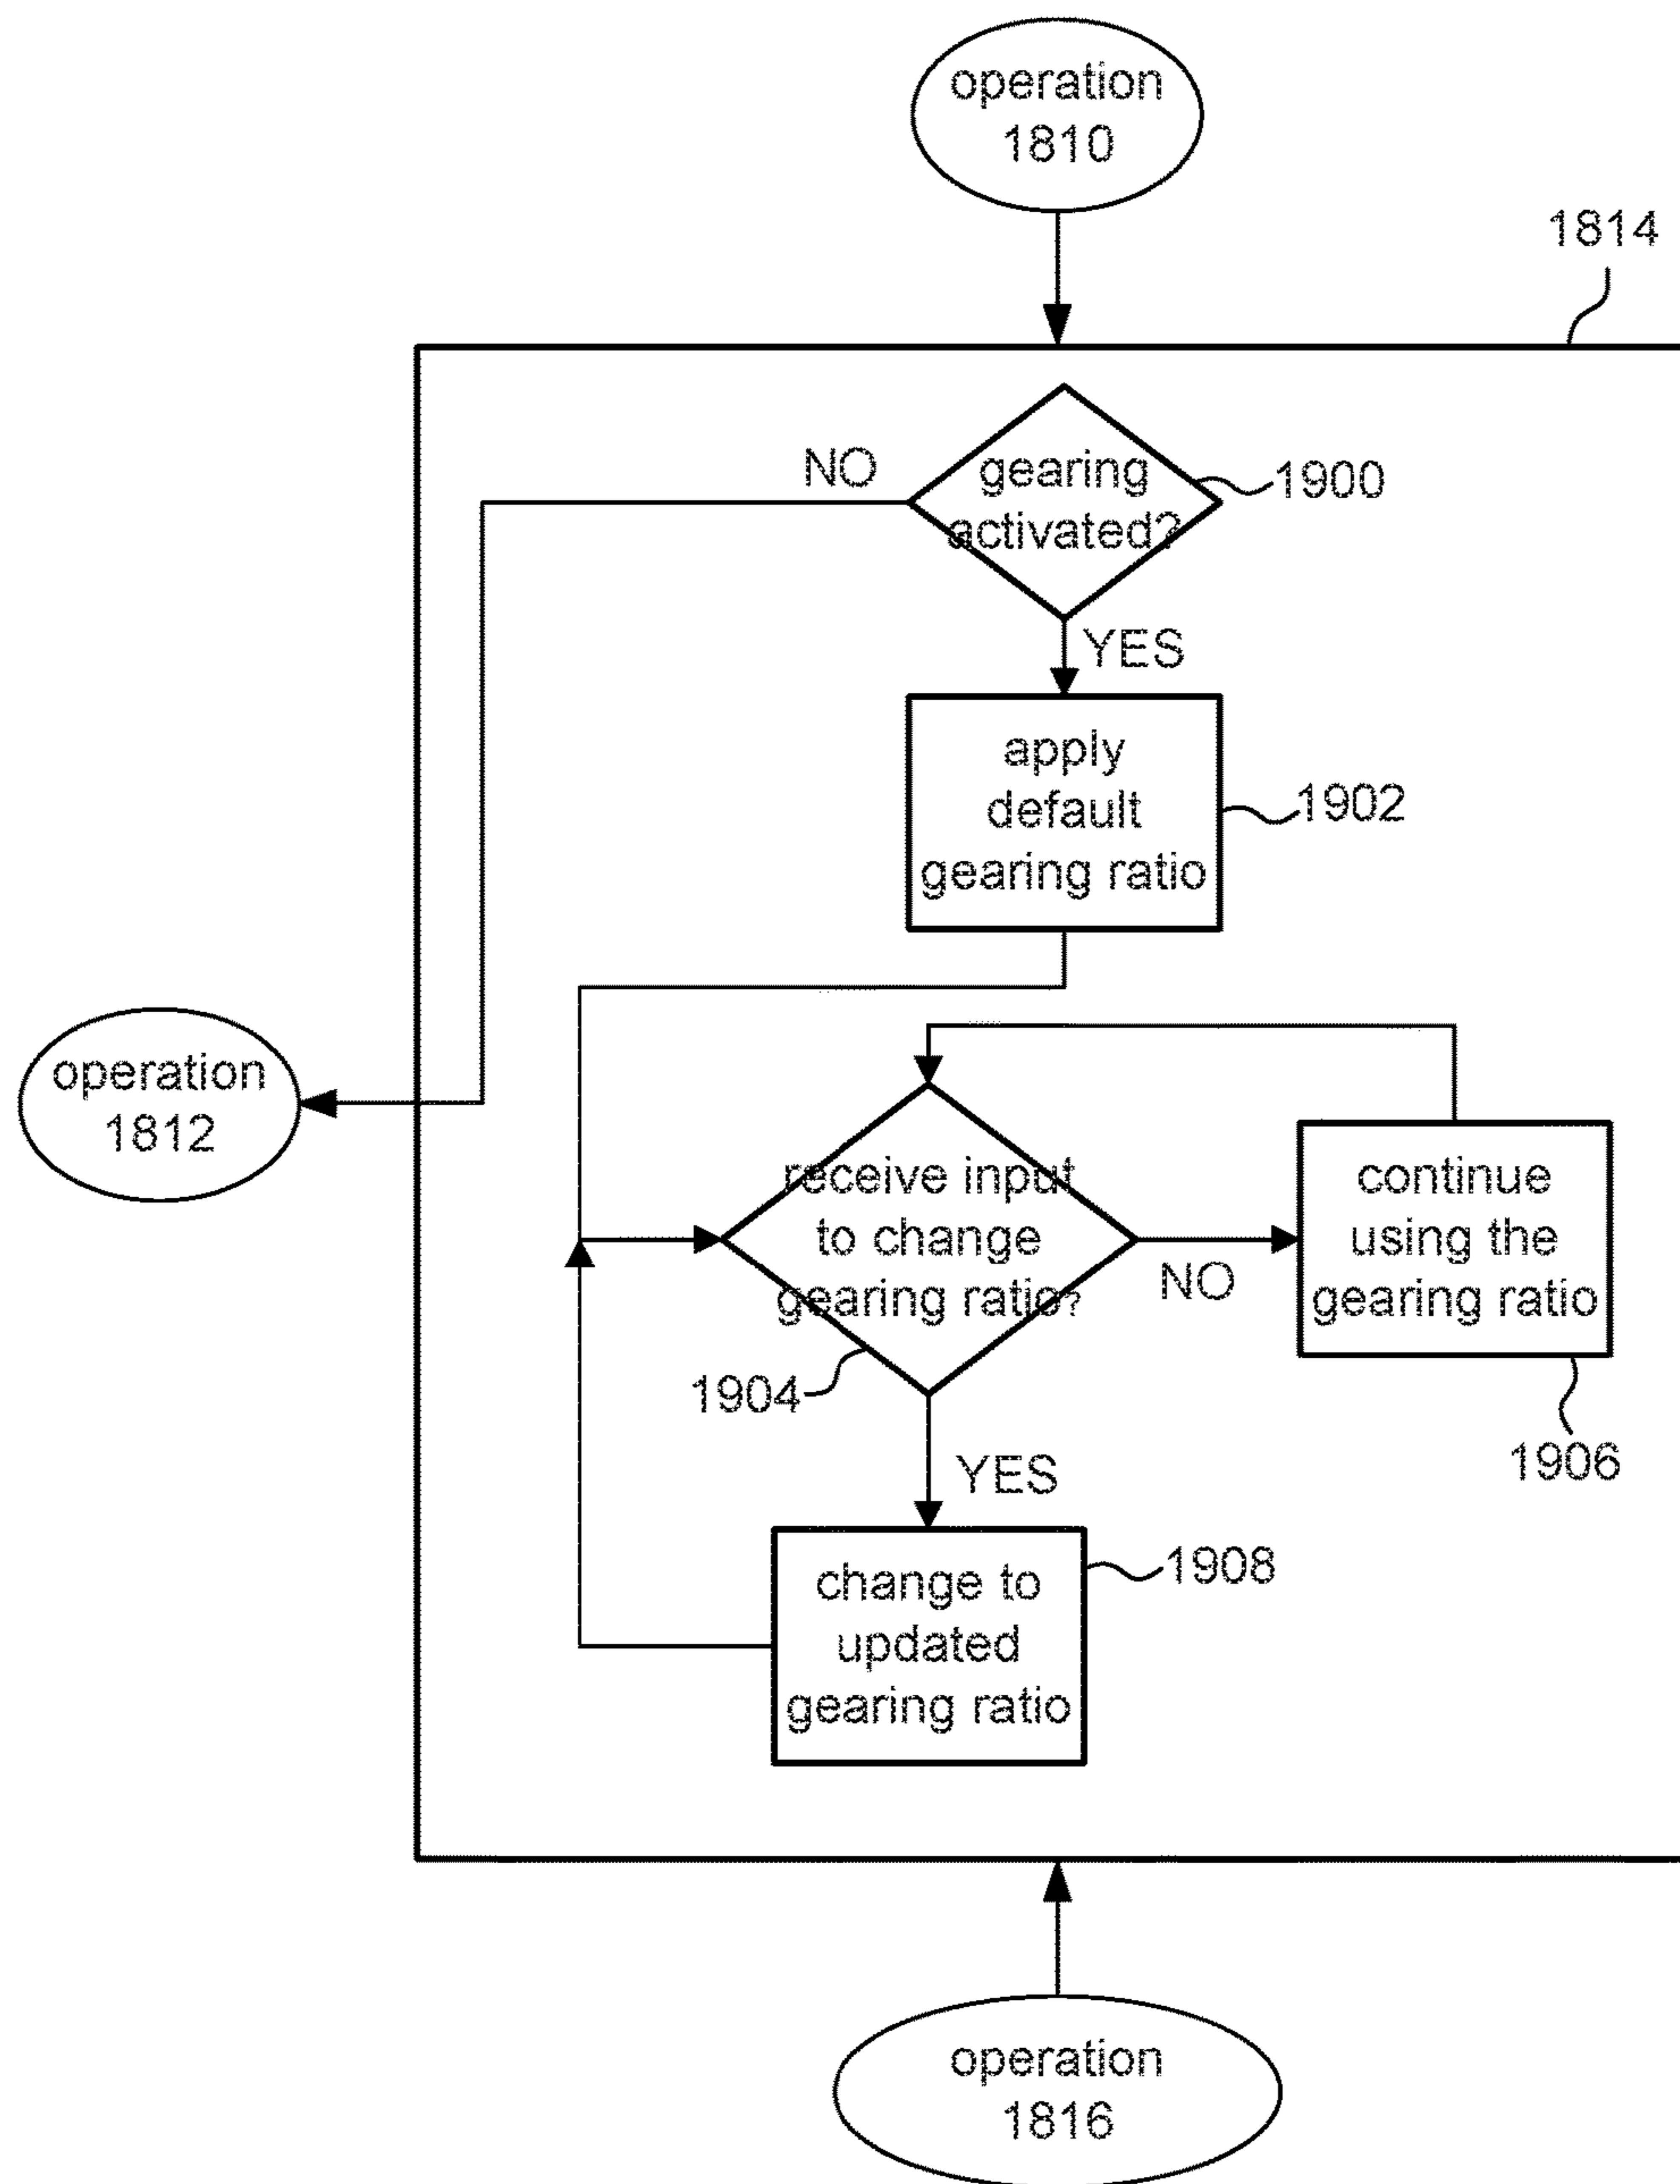 operation
1810
1814
NO
gearing
activated?
1900
YES
apply
default
gearing ratio
1902
operation
1812
receive input
to change
gearing ratio?
1904
NO
continue
using the
gearing ratio
1906
YES
change to
updated
gearing ratio
1908
operation
1816